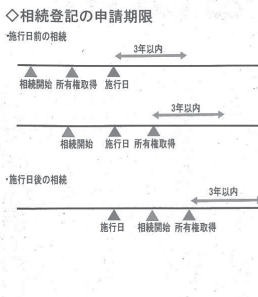 ◇相続登記の申請期限
・施行日前の相続
3年以内
相続開始 所有権取得 施行日
3年以内
相続開始 施行日 所有権取得
・施行日後の相続
3年以内
施行日 相続開始 所有権取得